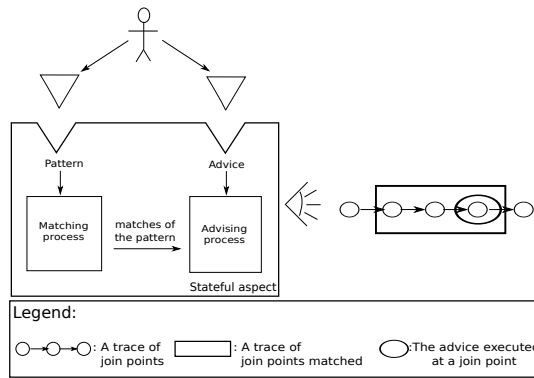 Pattern
Advice
Matching
process
matches of
the pattern
Advising
process
Stateful aspect
Legend:
: A trace of
join points
: A trace of
join points matched
:The advice executed
at a join point